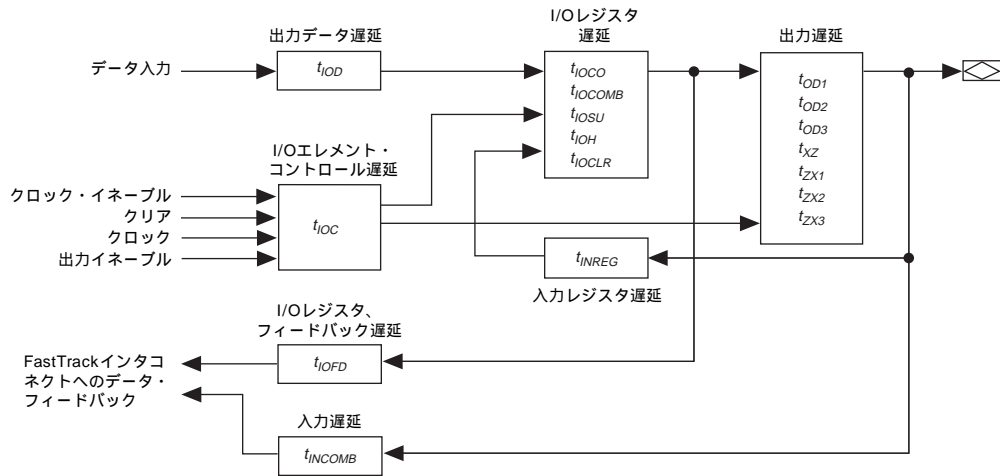 I/Oレジスタ
遅延
出力データ遅延
出力遅延
データ入力
tIOD
tIOCO
tIOCOMB
tIOSU
tIOH
tIOCLR
tOD1
tOD2
tOD3
tXZ
tZX1
tZX2
tZX3
I/Oエレメント・
コントロール遅延
クロック・イネーブル
クリア
クロック
出力イネーブル
tIOC
tINREG
入力レジスタ遅延
I/Oレジスタ、
フィードバック遅延
FastTrackインタコ
ネクトへのデータ・
フィードバック
tIOFD
入力遅延
tINCOMB